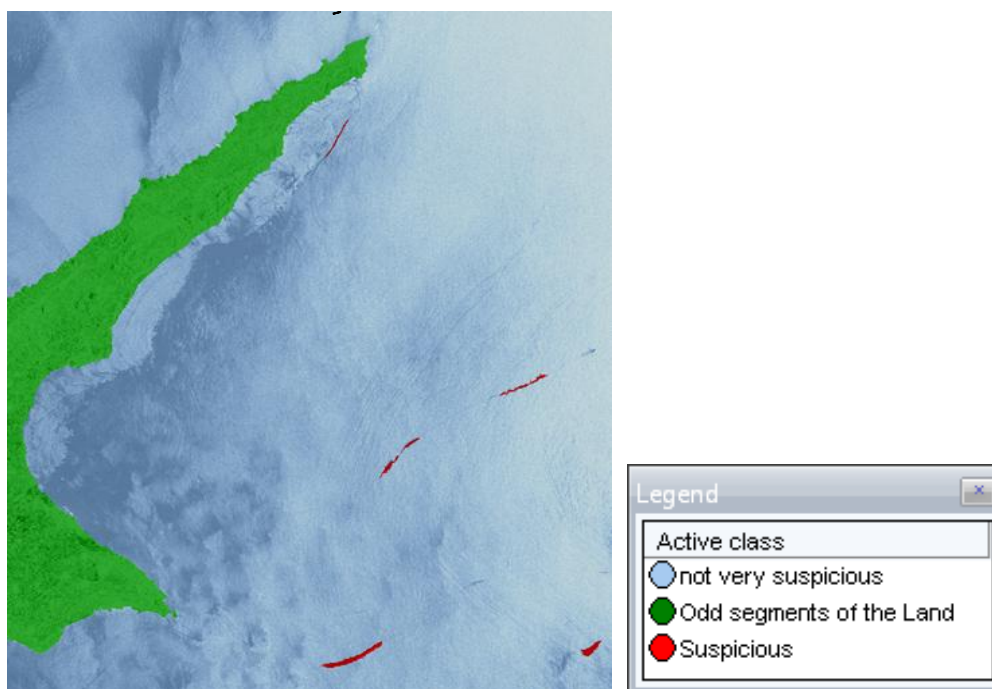 Legend
Active class
not very suspicious
Odd segments of the Land
Suspicious